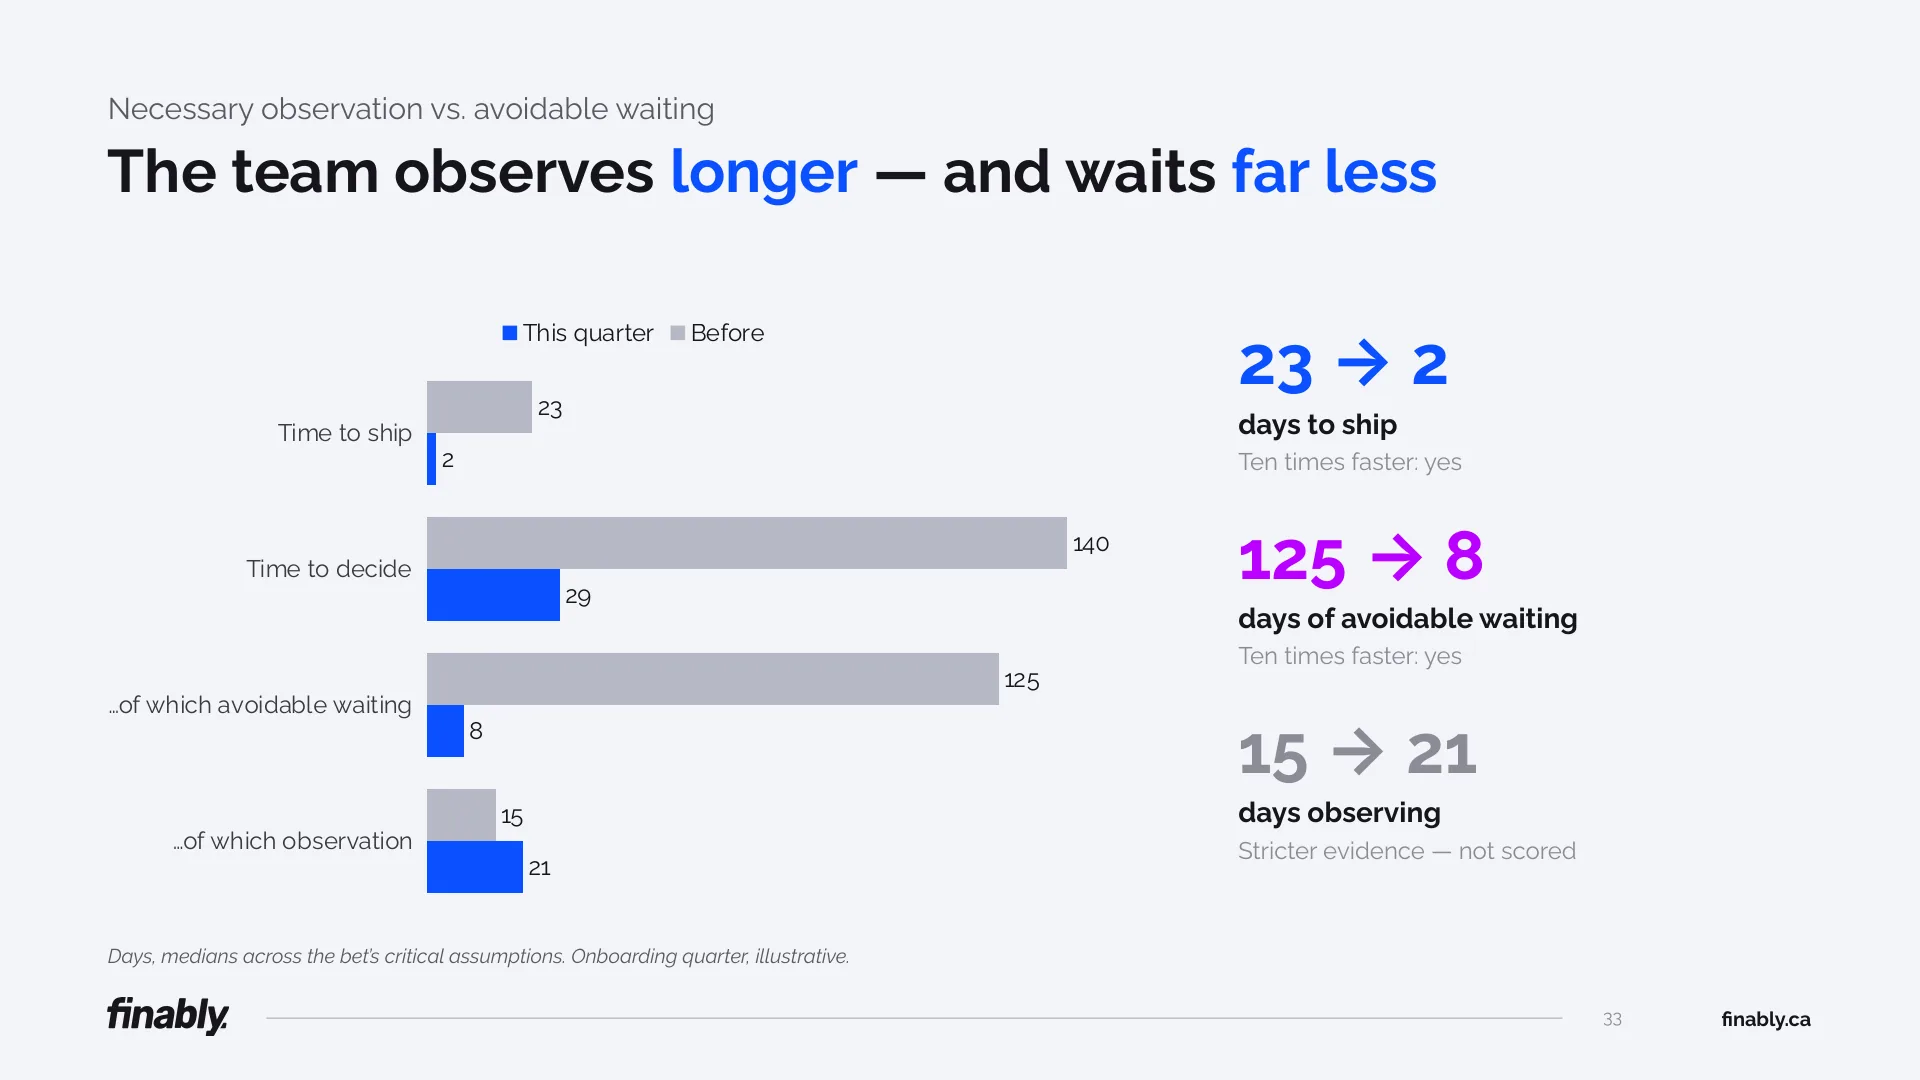 Necessary observation vs. avoidable waiting
The team observes longer — and waits far less
This quarter
Before
Time to ship
23
2
Time to decide
140
29
...of which avoidable waiting
125
8
...of which observation
15
21
23 → 2
days to ship
Ten times faster: yes
125 → 8
days of avoidable waiting
Ten times faster: yes
15 → 21
days observing
Stricter evidence — not scored
Days, medians across the bet’s critical assumptions. Onboarding quarter, illustrative.
finably.
33
finably.ca